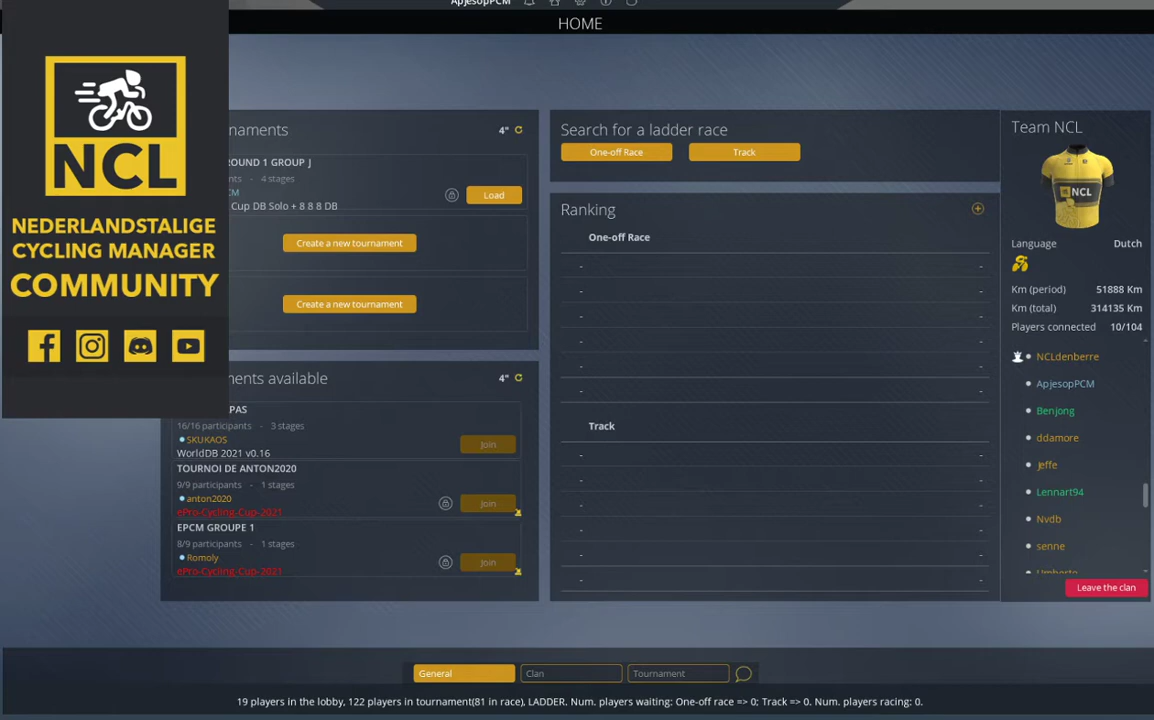 ApjesopPCM
HOME
NCL
NEDERLANDSTALIGE
CYCLING MANAGER
COMMUNITY
naments
4"
ROUND 1 GROUP J
nts - 4 stages
CM
Cup DB Solo + 8 8 8 DB
Load
Create a new tournament
Create a new tournament
ments available
4"
PAS
16/16 participants - 3 stages
SKUKAOS
WorldDB 2021 v0.16
Join
TOURNOI DE ANTON2020
9/9 participants - 1 stages
anton2020
ePro-Cycling-Cup-2021
Join
EPCM GROUPE 1
8/9 participants - 1 stages
Romoly
ePro-Cycling-Cup-2021
Join
Search for a ladder race
One-off Race
Track
Ranking
One-off Race
- -
- -
- -
- -
- -
- -
Track
- -
- -
- -
- -
- -
- -
Team NCL
NCL
Language Dutch
Km (period) 51888 Km
Km (total) 314135 Km
Players connected 10/104
NCLdenberre
ApjesopPCM
Benjong
ddamore
Jeffe
Lennart94
Nvdb
senne
Umberto
Leave the clan
General
Clan
Tournament
19 players in the lobby, 122 players in tournament(81 in race), LADDER. Num. players waiting: One-off race => 0; Track => 0. Num. players racing: 0.